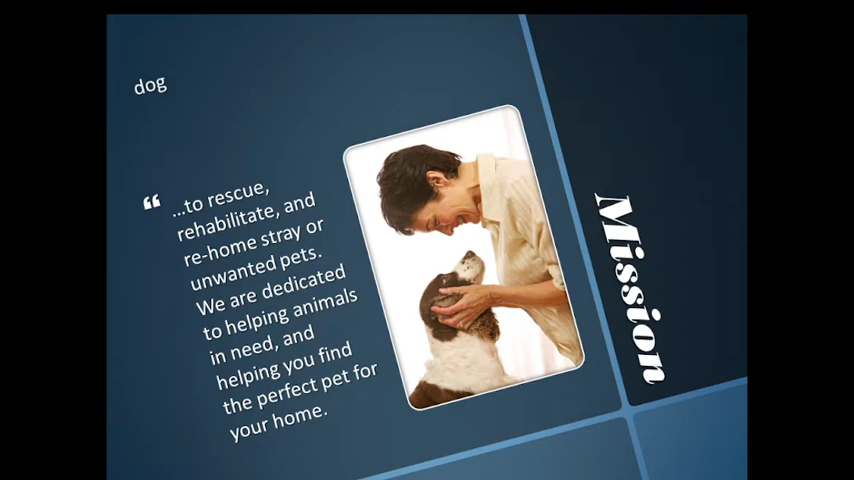 dog
“ ...to rescue,
rehabilitate, and
re-home stray or
unwanted pets.
We are dedicated
to helping animals
in need, and
helping you find
the perfect pet for
your home.
Mission